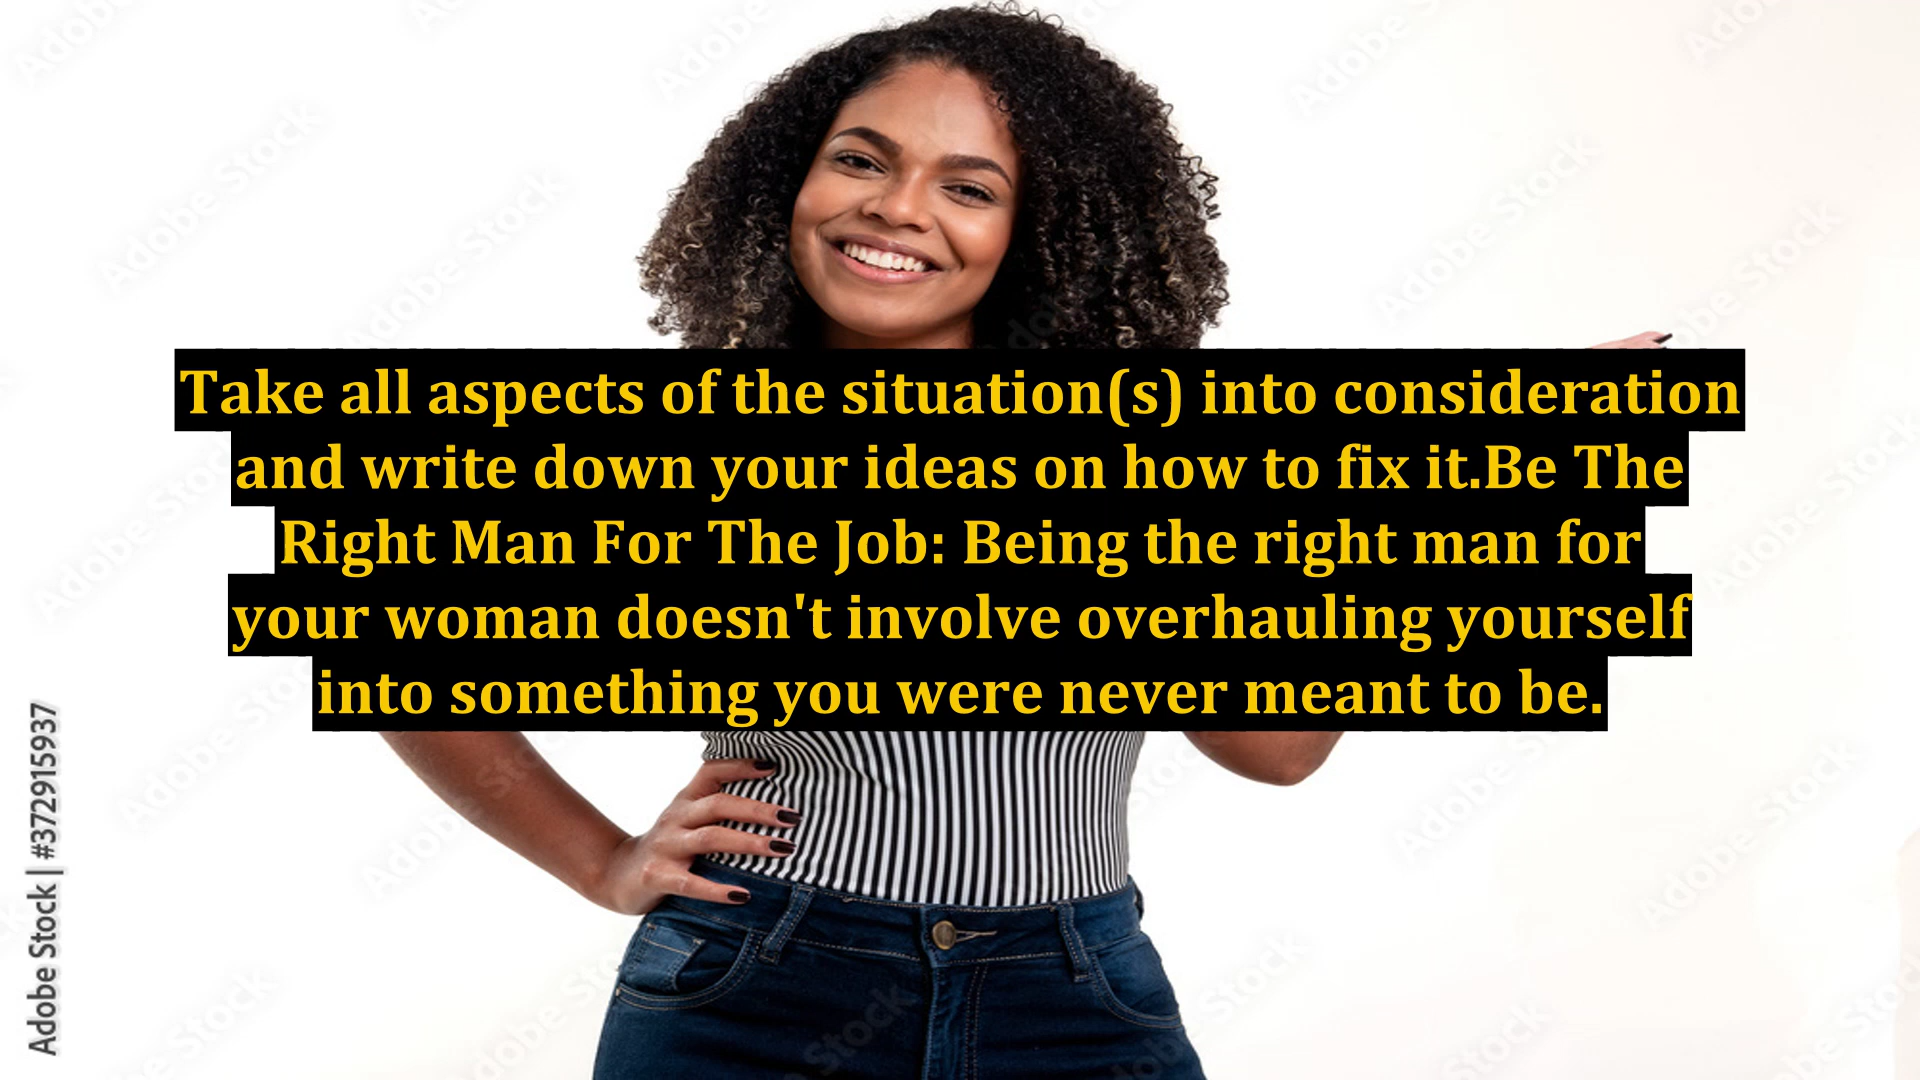 Take all aspects of the situation(s) into consideration
and write down your ideas on how to fix it.Be The
Right Man For The Job: Being the right man for
your woman doesn't involve overhauling yourself
into something you were never meant to be.
Adobe Stock | #372915937
Adobe Stock